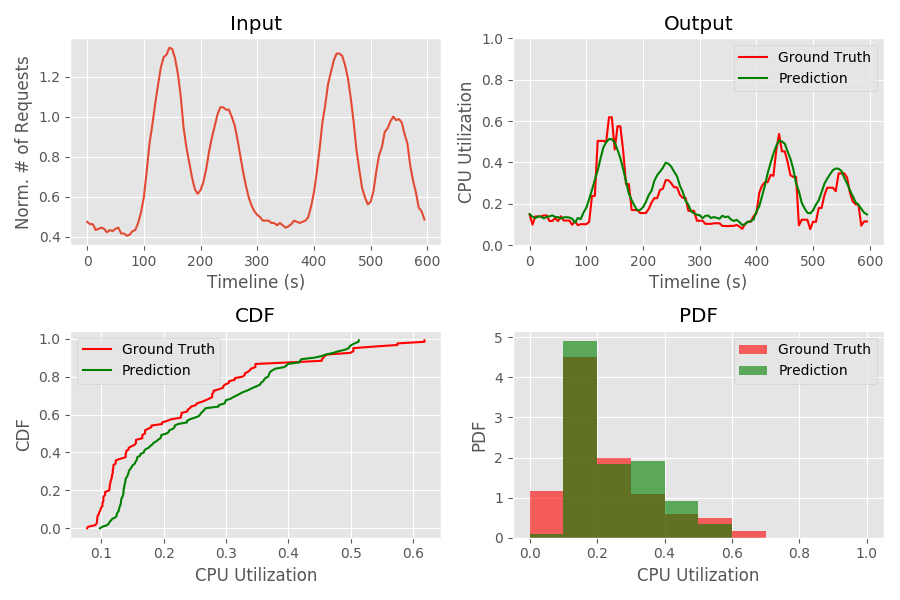 Input
Norm. # of Requests
1.2
1.0
0.8
0.6
0.4
0 100 200 300 400 500 600
Timeline (s)
Output
CPU Utilization
1.0
0.8
0.6
0.4
0.2
0.0
Ground Truth
Prediction
0 100 200 300 400 500 600
Timeline (s)
CDF
CDF
1.0
0.8
0.6
0.4
0.2
0.0
Ground Truth
Prediction
0.1 0.2 0.3 0.4 0.5 0.6
CPU Utilization
PDF
PDF
5
4
3
2
1
0
Ground Truth
Prediction
0.0 0.2 0.4 0.6 0.8 1.0
CPU Utilization